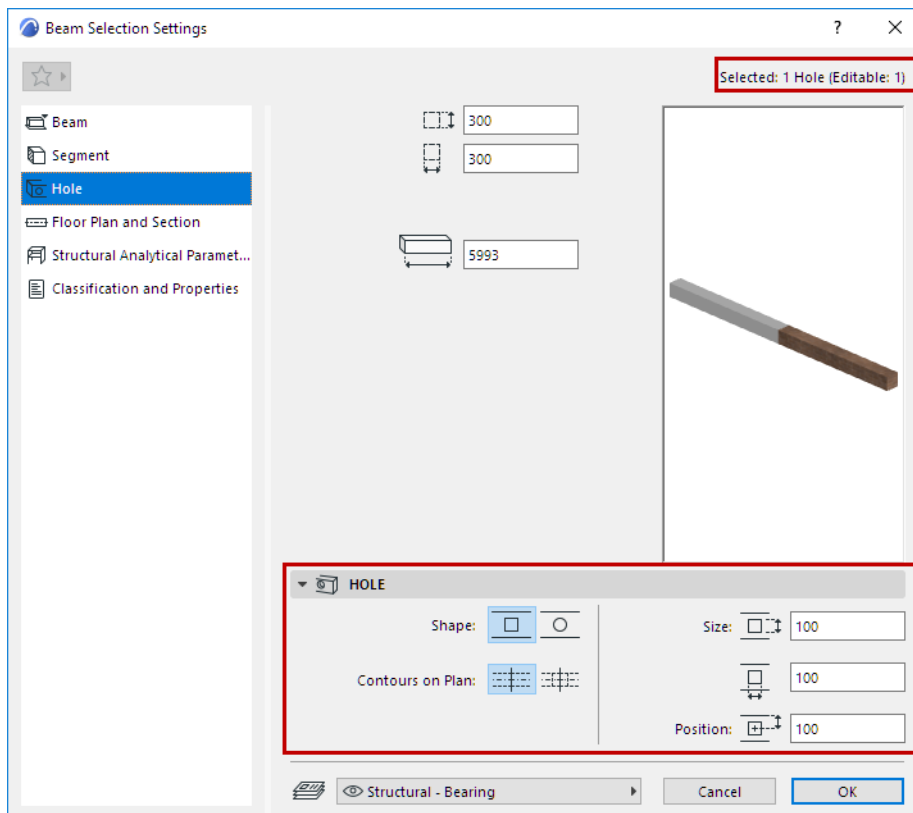 Beam Selection Settings
?
Selected: 1 Hole (Editable: 1)
Beam
Segment
Hole
Floor Plan and Section
Structural Analytical Paramet...
Classification and Properties
300
300
5993
HOLE
Shape:
Size:
100
Contours on Plan:
100
Position:
100
Structural - Bearing
Cancel
OK